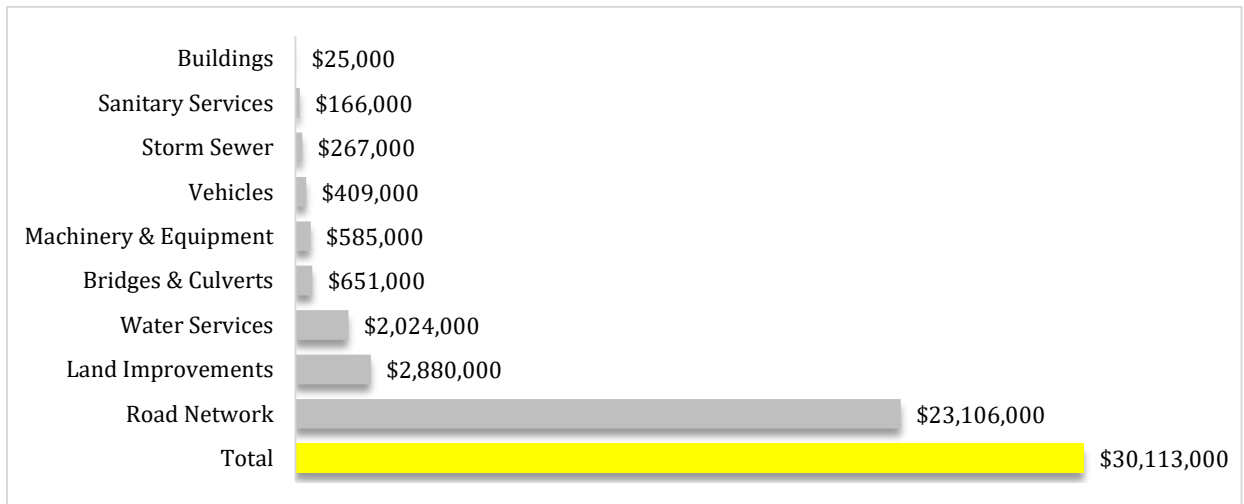 Buildings $25,000
Sanitary Services $166,000
Storm Sewer $267,000
Vehicles $409,000
Machinery & Equipment $585,000
Bridges & Culverts $651,000
Water Services $2,024,000
Land Improvements $2,880,000
Road Network $23,106,000
Total $30,113,000